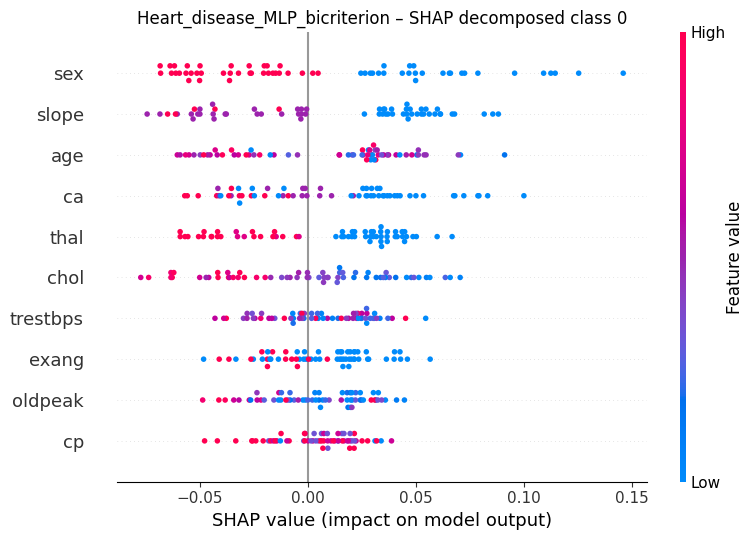 Heart_disease_MLP_bicriterion – SHAP decomposed class 0
High
sex
slope
age
ca
thal
chol
trestbps
exang
oldpeak
cp
Feature value
Low
−0.05 0.00 0.05 0.10 0.15
SHAP value (impact on model output)